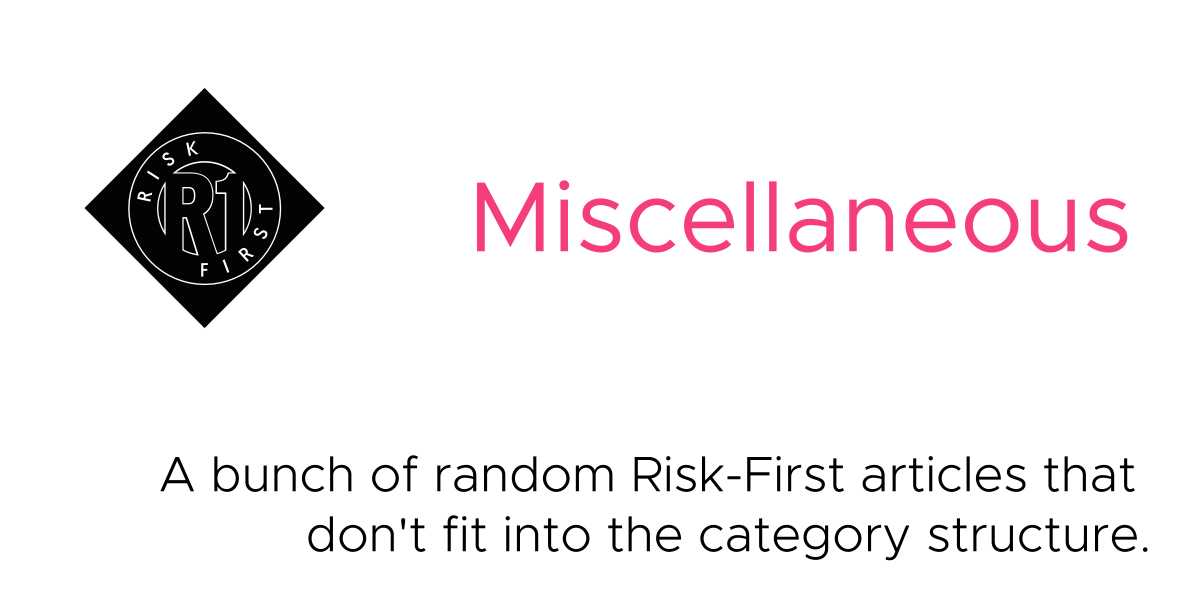 RISK
R1
FIRST
Miscellaneous
A bunch of random Risk-First articles that
don't fit into the category structure.